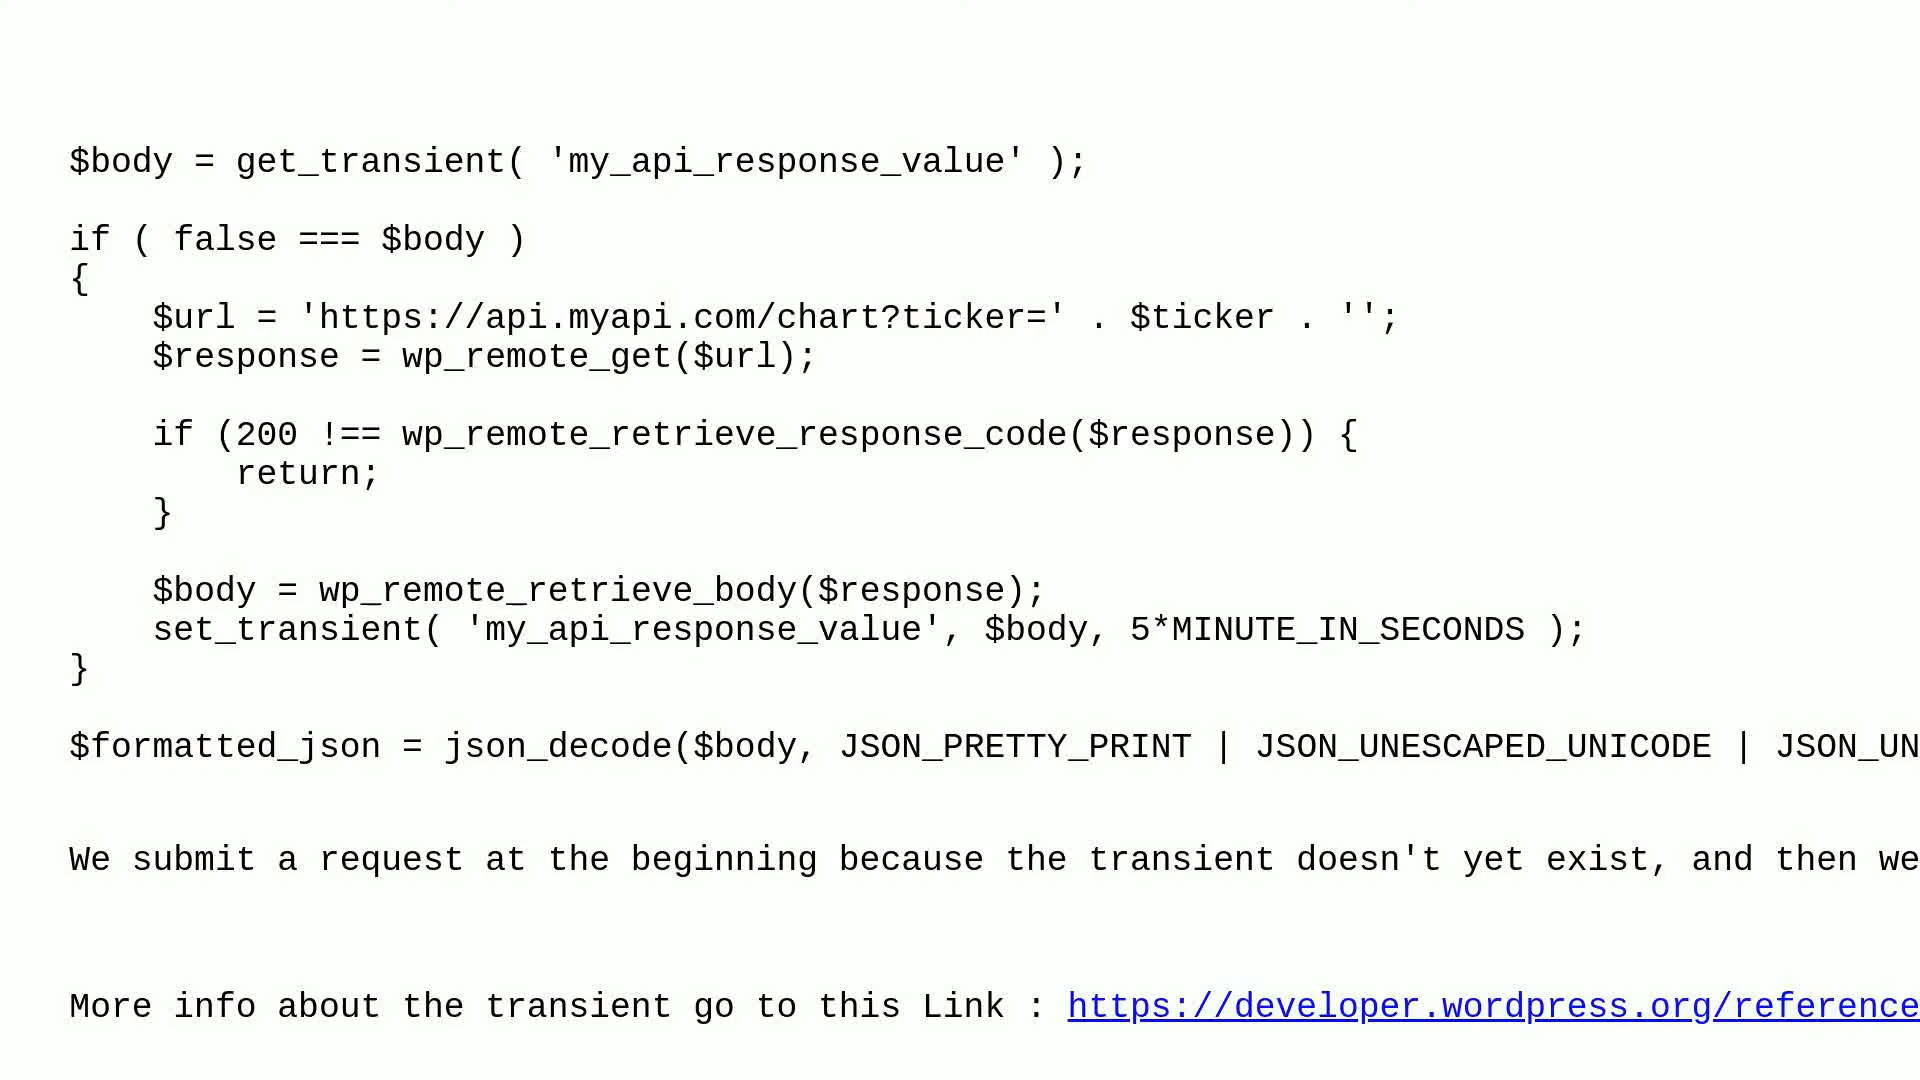 $body = get_transient( 'my_api_response_value' );
if ( false === $body )
{
    $url = 'https://api.myapi.com/chart?ticker=' . $ticker . '';
    $response = wp_remote_get($url);
    if (200 !== wp_remote_retrieve_response_code($response)) {
        return;
    }
    $body = wp_remote_retrieve_body($response);
    set_transient( 'my_api_response_value', $body, 5*MINUTE_IN_SECONDS );
}
$formatted_json = json_decode($body, JSON_PRETTY_PRINT | JSON_UNESCAPED_UNICODE | JSON_UN
We submit a request at the beginning because the transient doesn't yet exist, and then we
More info about the transient go to this Link : https://developer.wordpress.org/reference